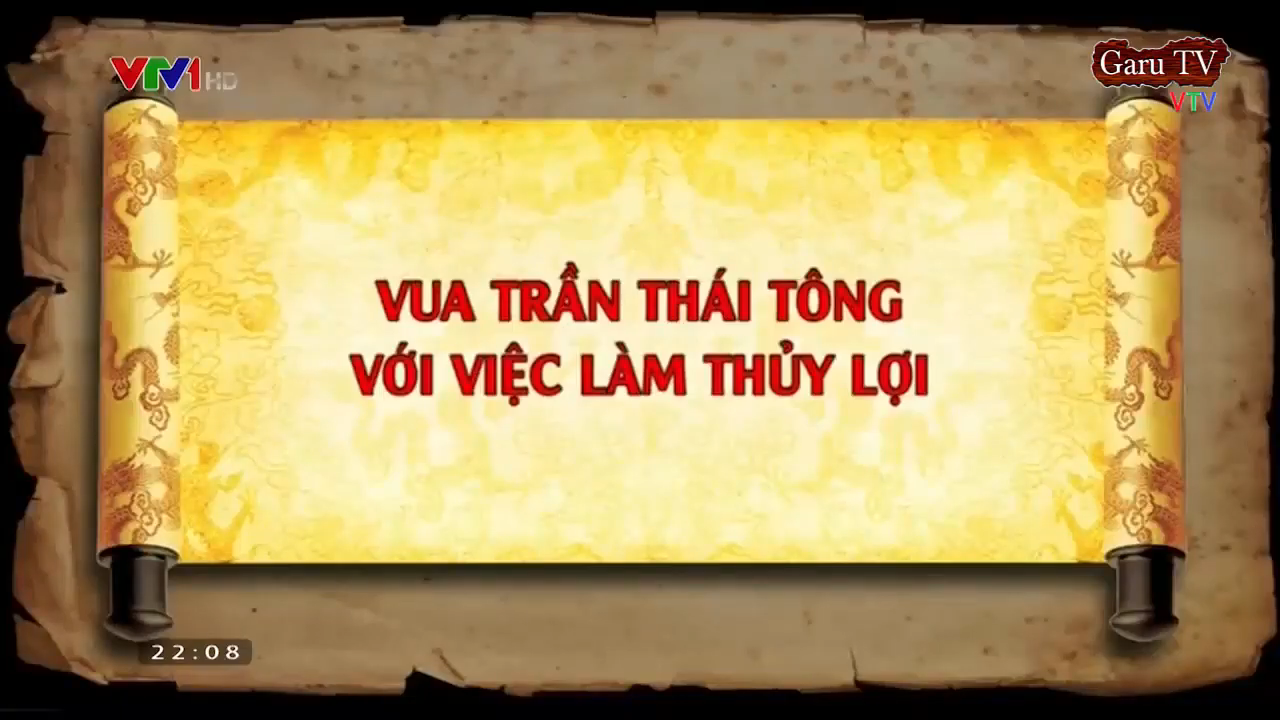 VTV1 HD
Garu TV
VTV
VUA TRẦN THÁI TÔNG
VỚI VIỆC LÀM THỦY LỢI
22:08